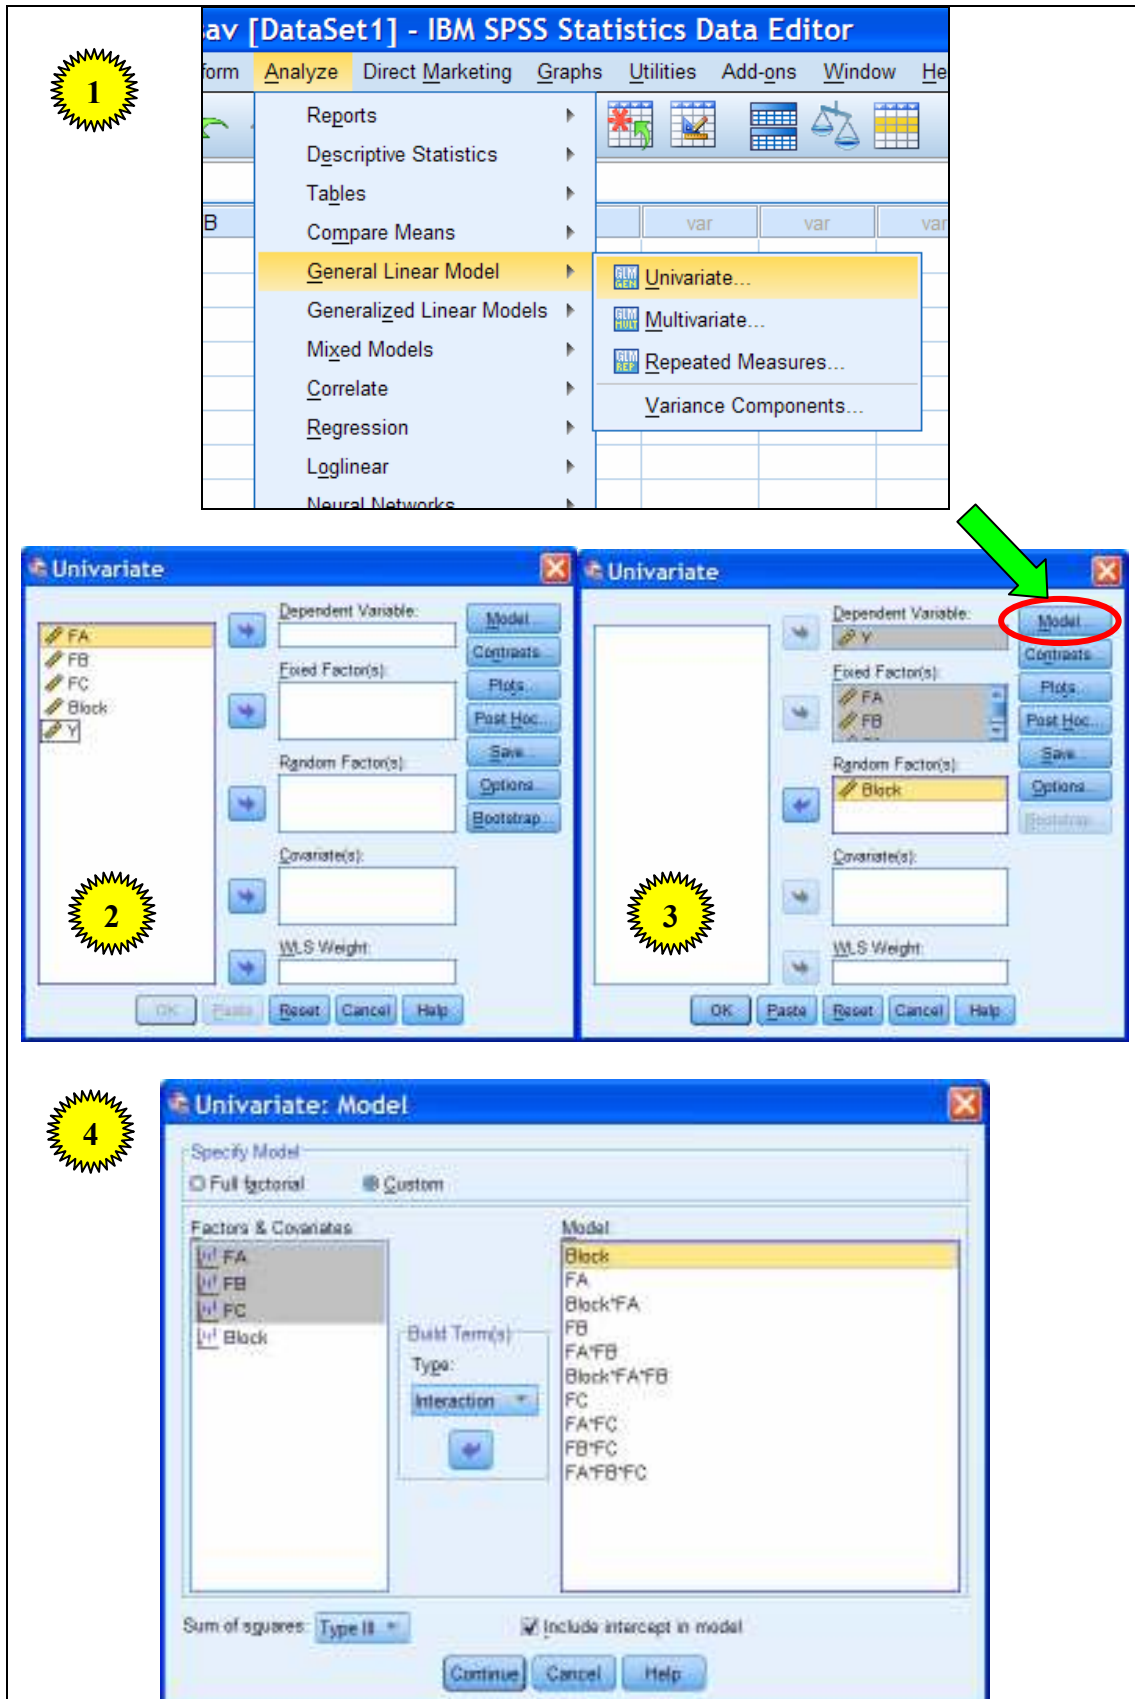 1
av [DataSet1] - IBM SPSS Statistics Data Editor
form Analyze Direct Marketing Graphs Utilities Add-ons Window He
Reports
Descriptive Statistics
Tables
B var var var
Compare Means
General Linear Model
Univariate...
Generalized Linear Models
Multivariate...
Mixed Models
Repeated Measures...
Correlate
Variance Components...
Regression
Loglinear
Neural Networks
Univariate
Dependent Variable:
Model...
FA
FB
FC
Block
Y
Contrasts...
Fixed Factor(s):
Plots...
Post Hoc...
Save...
Random Factor(s):
Options...
Bootstrap...
Covariate(s):
2
WLS Weight:
OK Paste Reset Cancel Help
Univariate
Dependent Variable:
Model...
Y
Contrasts...
Fixed Factor(s):
Plots...
FA
FB
Post Hoc...
Save...
Random Factor(s):
Block
Options...
Bootstrap...
Covariate(s):
3
WLS Weight:
OK Paste Reset Cancel Help
4
Univariate: Model
Specify Model
Full factorial Custom
Factors & Covariates
FA
FB
FC
Block
Build Term(s)
Type:
Interaction
Model:
Block
FA
Block*FA
FB
FA*FB
Block*FA*FB
FC
FA*FC
FB*FC
FA*FB*FC
Sum of squares: Type III Include intercept in model
Continue Cancel Help